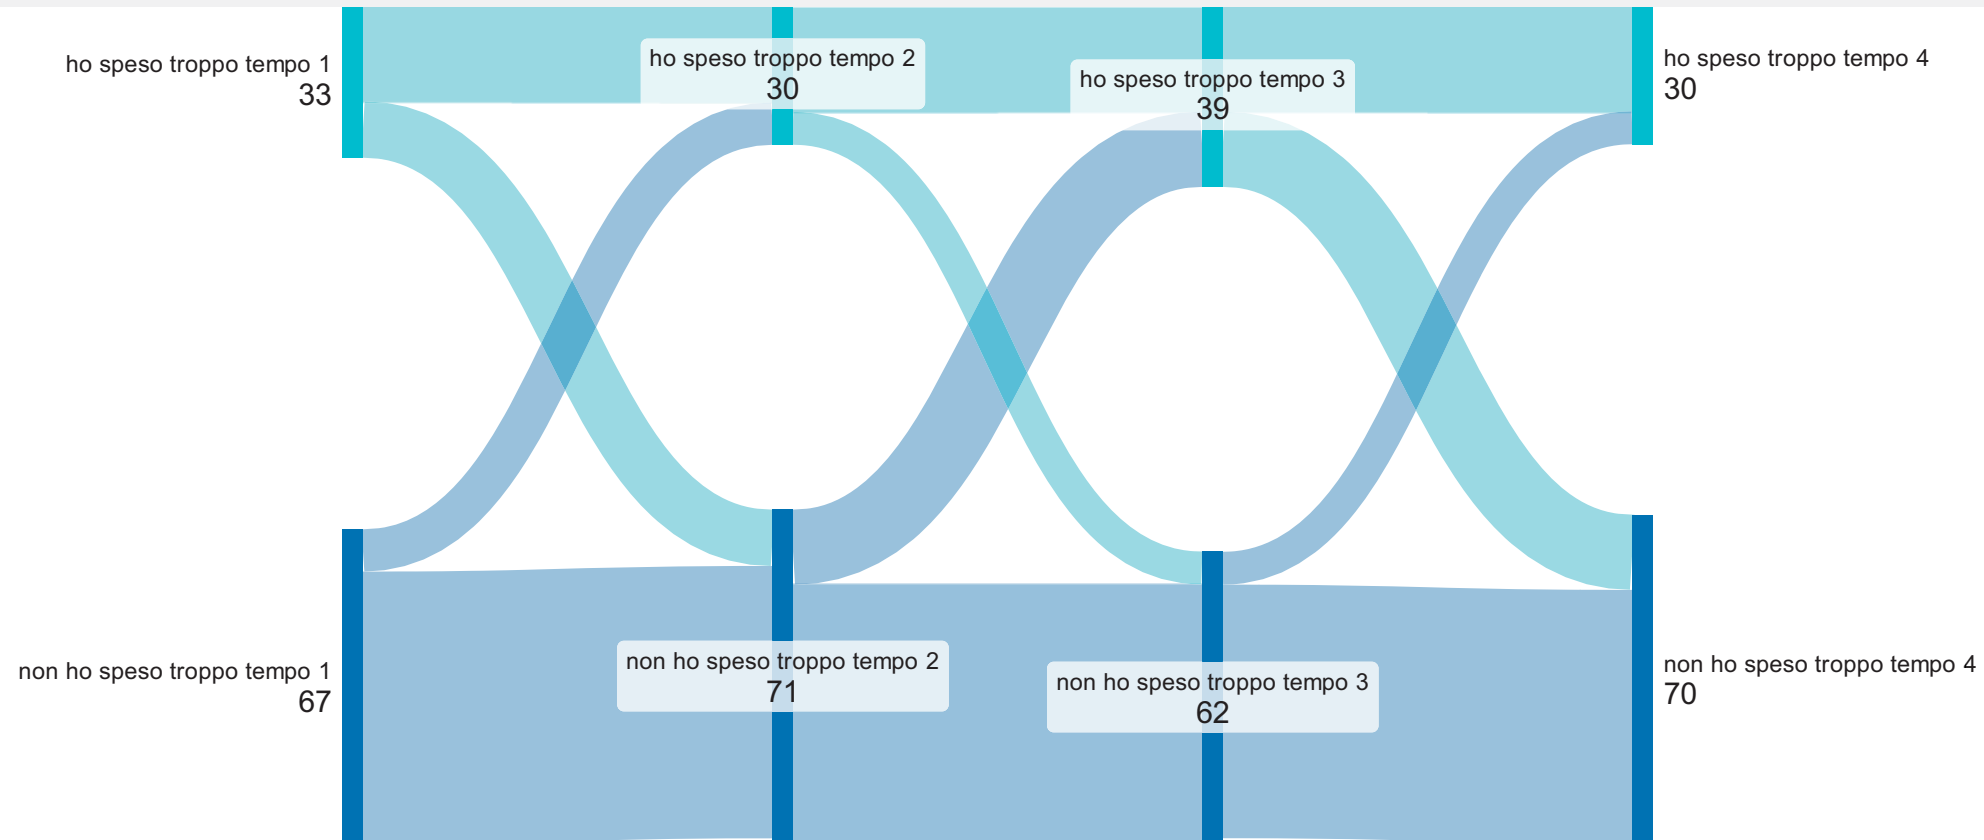 ho speso troppo tempo 1
33
ho speso troppo tempo 2
30
ho speso troppo tempo 3
39
ho speso troppo tempo 4
30
non ho speso troppo tempo 1
67
non ho speso troppo tempo 2
71
non ho speso troppo tempo 3
62
non ho speso troppo tempo 4
70